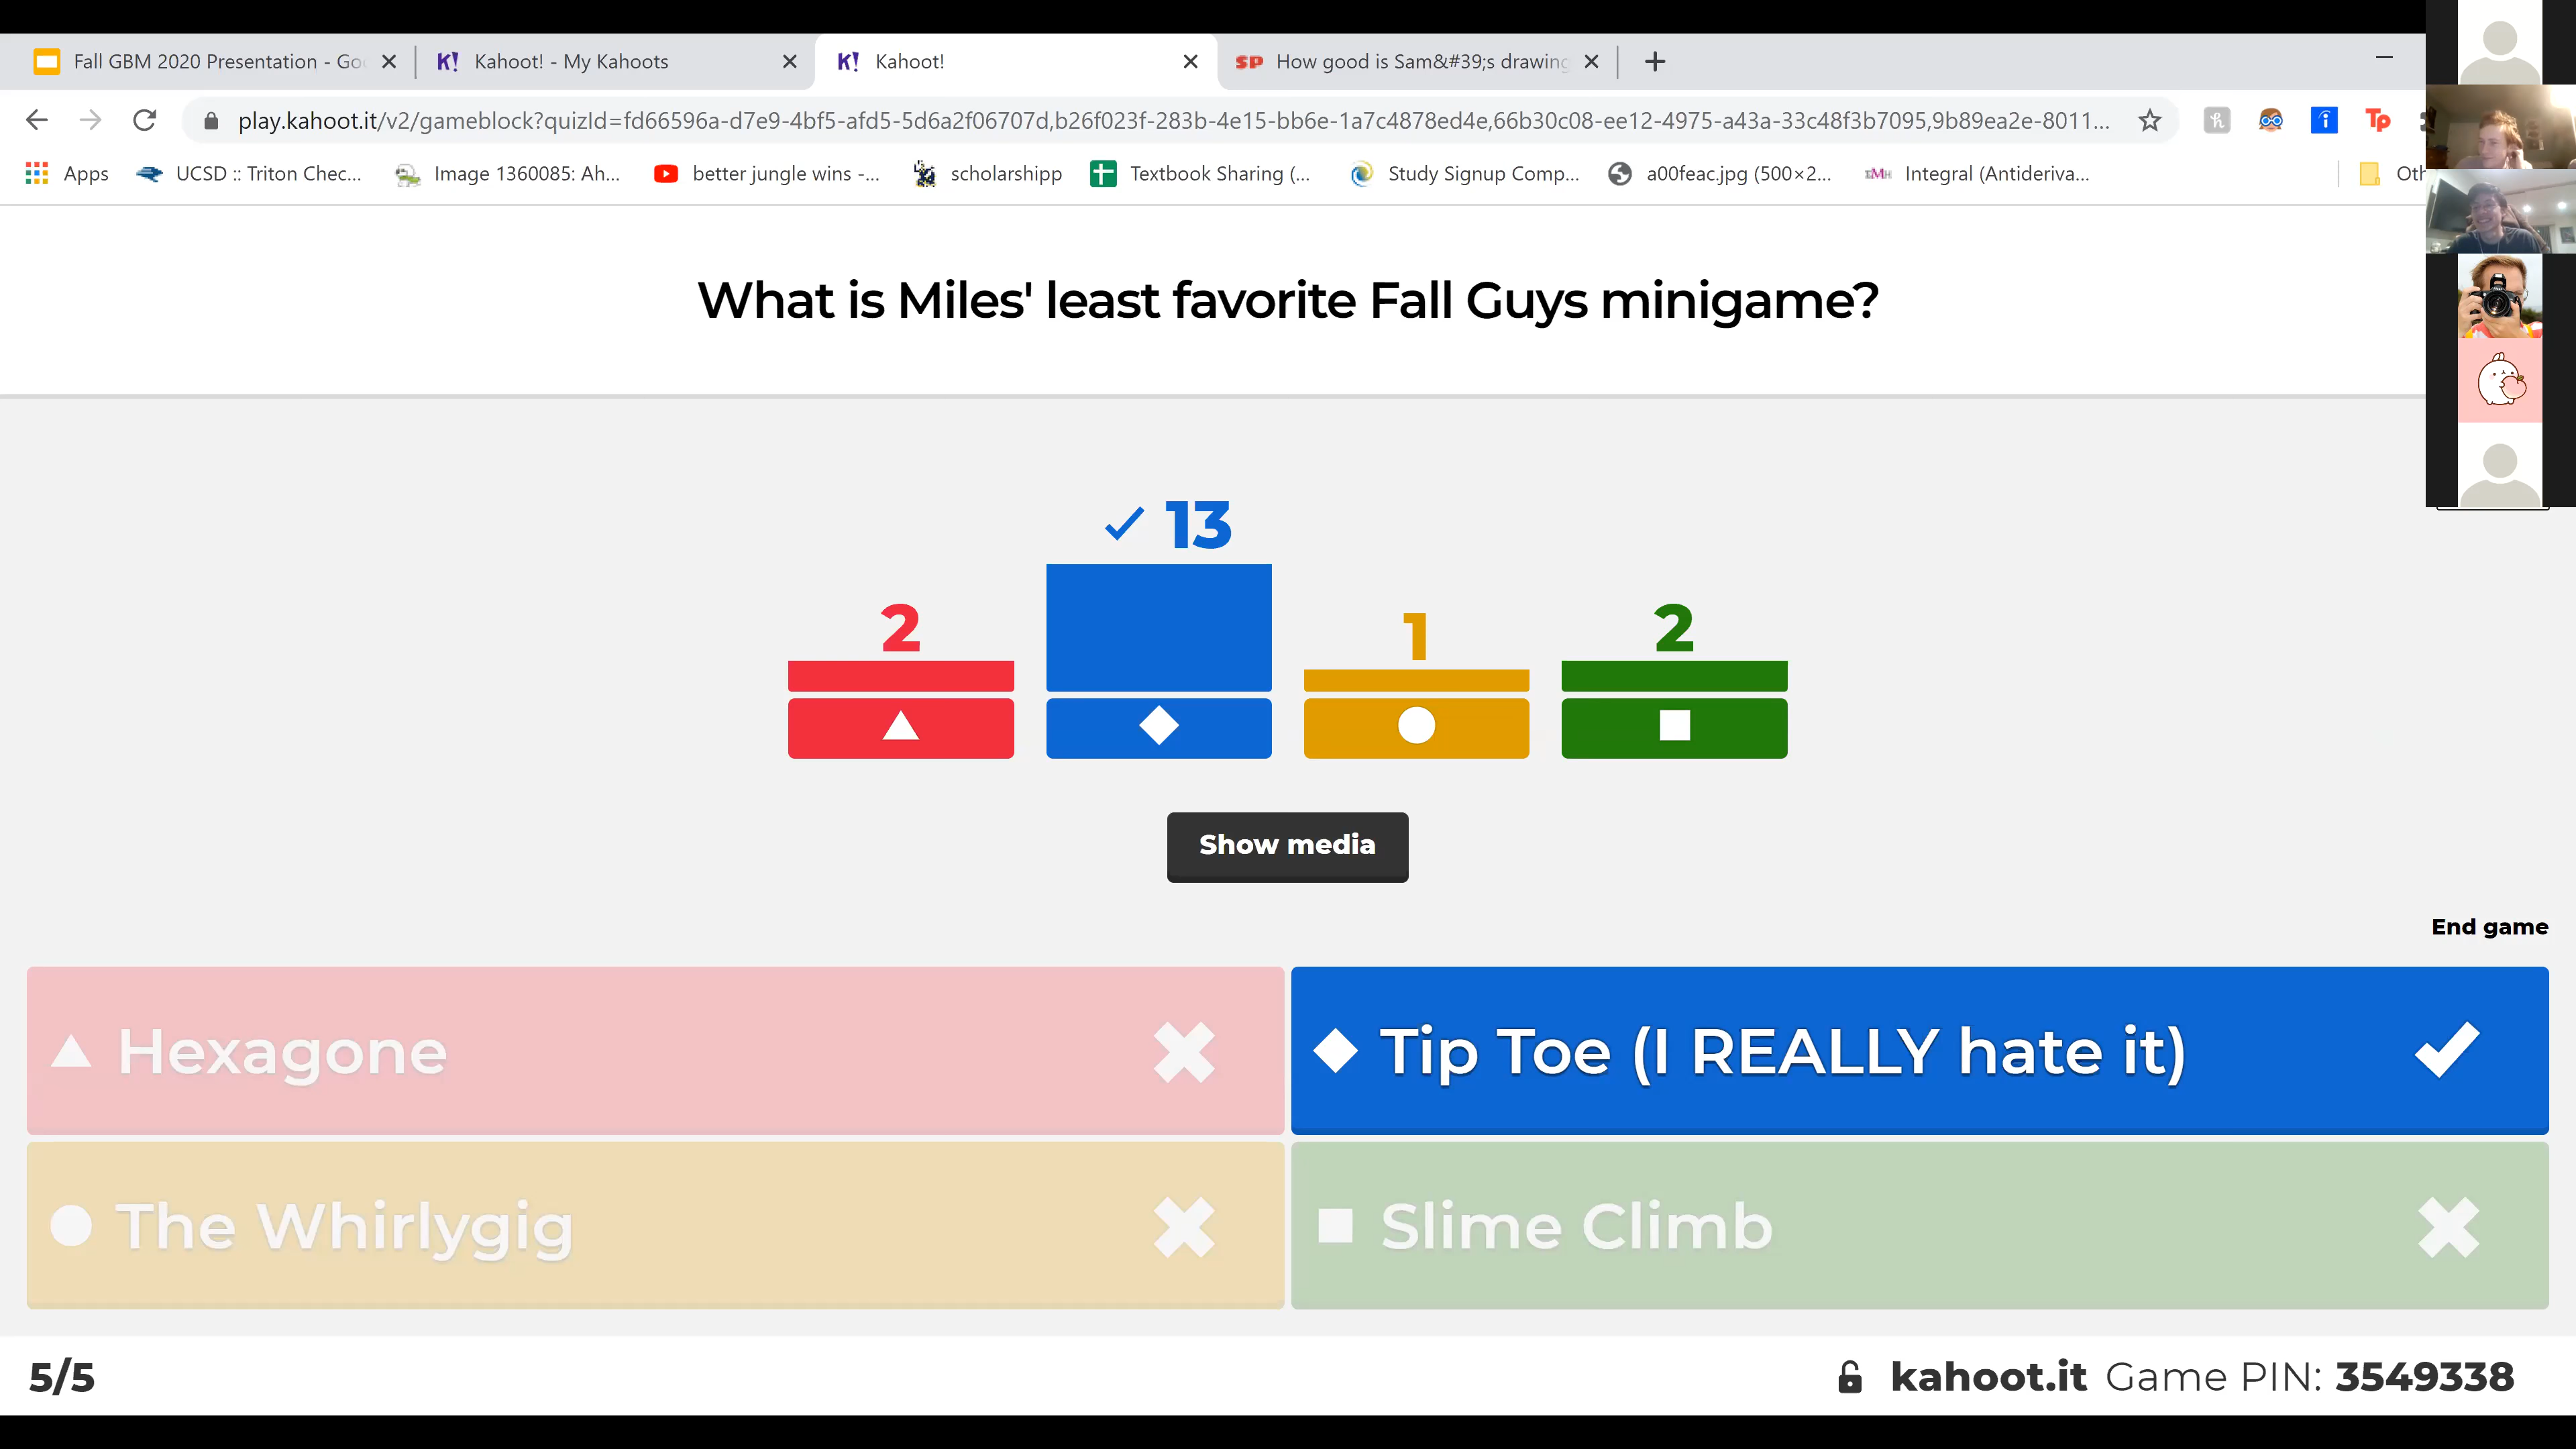 Fall GBM 2020 Presentation - Go
K! Kahoot! - My Kahoots
K! Kahoot!
SP How good is Sam&#39;s drawing
play.kahoot.it/v2/gameblock?quizId=fd66596a-d7e9-4bf5-afd5-5d6a2f06707d,b26f023f-283b-4e15-bb6e-1a7c4878ed4e,66b30c08-ee12-4975-a43a-33c48f3b7095,9b89ea2e-8011...
Tp
Apps
UCSD :: Triton Chec...
Image 1360085: Ah...
better jungle wins -...
scholarshipp
Textbook Sharing (...
Study Signup Comp...
a00feac.jpg (500×2...
Integral (Antideriva...
Oth
What is Miles' least favorite Fall Guys minigame?
2
13
1
2
Show media
End game
Hexagone
Tip Toe (I REALLY hate it)
The Whirlygig
Slime Climb
5/5
kahoot.it Game PIN: 3549338